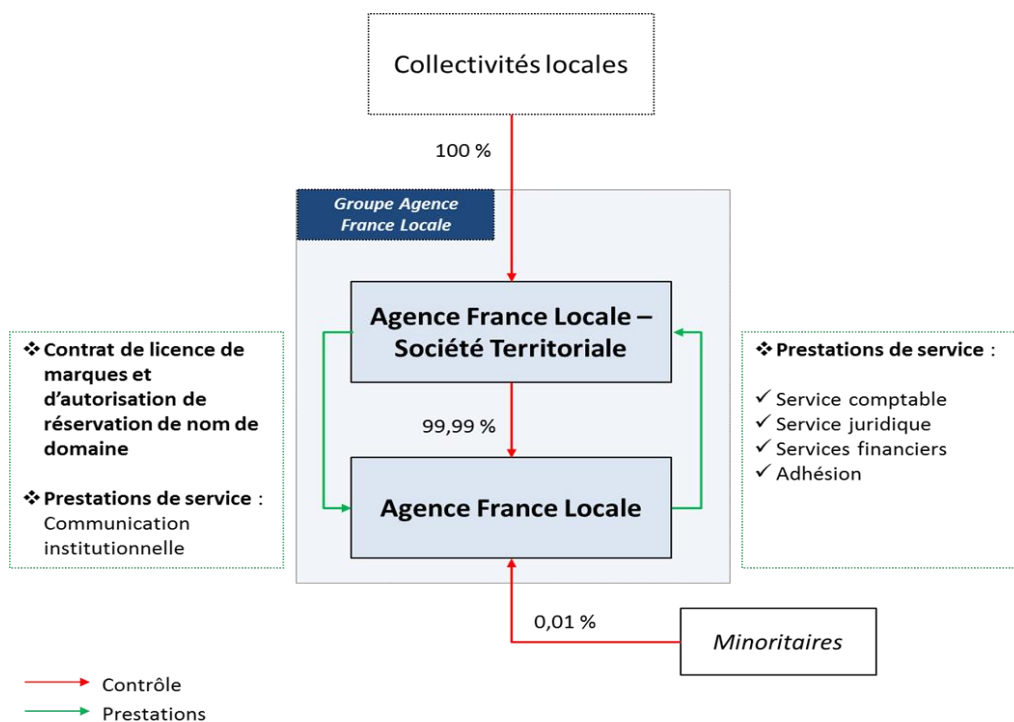 Collectivités locales
100 %
Groupe Agence
France Locale
Agence France Locale –
Société Territoriale
❖ Contrat de licence de
marques et
d’autorisation de
réservation de nom de
domaine
❖ Prestations de service :
Communication
institutionnelle
99,99 %
❖ Prestations de service :
✓ Service comptable
✓ Service juridique
✓ Services financiers
✓ Adhésion
Agence France Locale
0,01 %
Minoritaires
Contrôle
Prestations